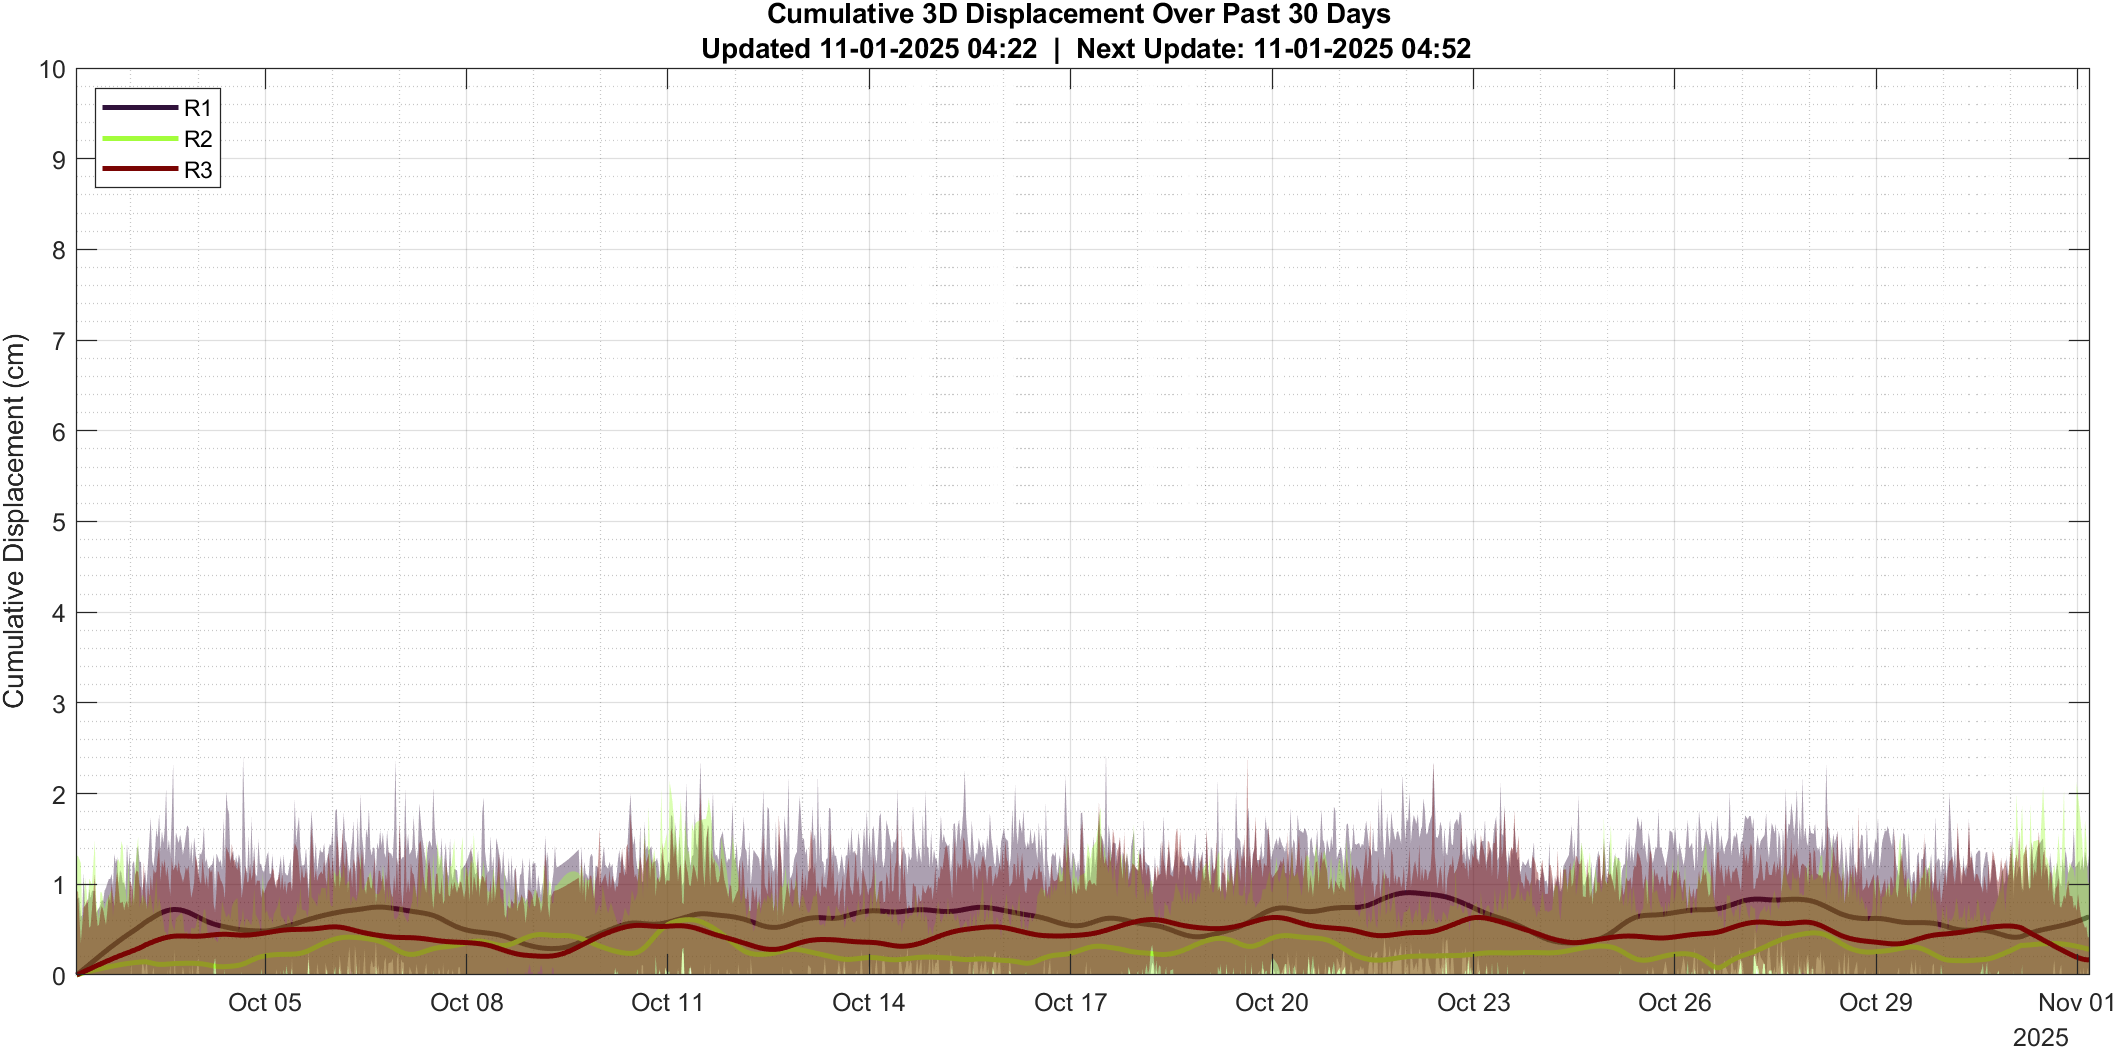 Cumulative 3D Displacement Over Past 30 Days
Updated 11-01-2025 04:22 | Next Update: 11-01-2025 04:52
R1
R2
R3
Cumulative Displacement (cm)
10
9
8
7
6
5
4
3
2
1
0
Oct 05 Oct 08 Oct 11 Oct 14 Oct 17 Oct 20 Oct 23 Oct 26 Oct 29 Nov 01
2025